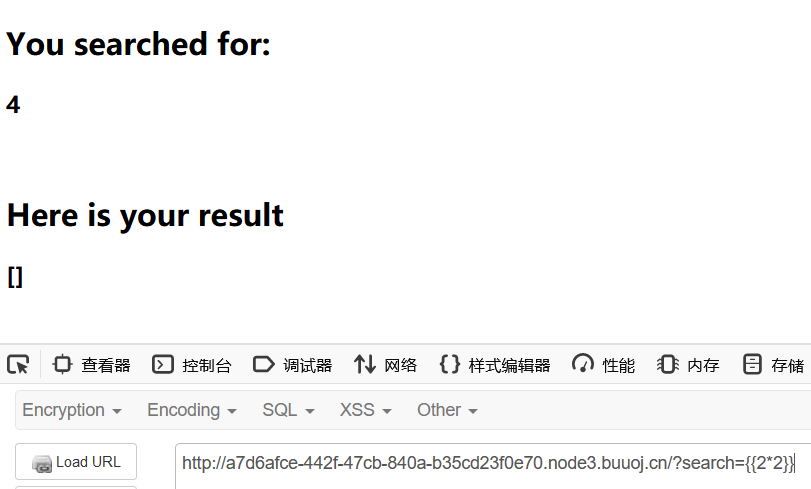 You searched for:
4
Here is your result
[]
查看器 控制台 调试器 网络 {} 样式编辑器 性能 内存 存储
Encryption Encoding SQL XSS Other
Load URL http://a7d6afce-442f-47cb-840a-b35cd23f0e70.node3.buuoj.cn/?search={{2*2}}